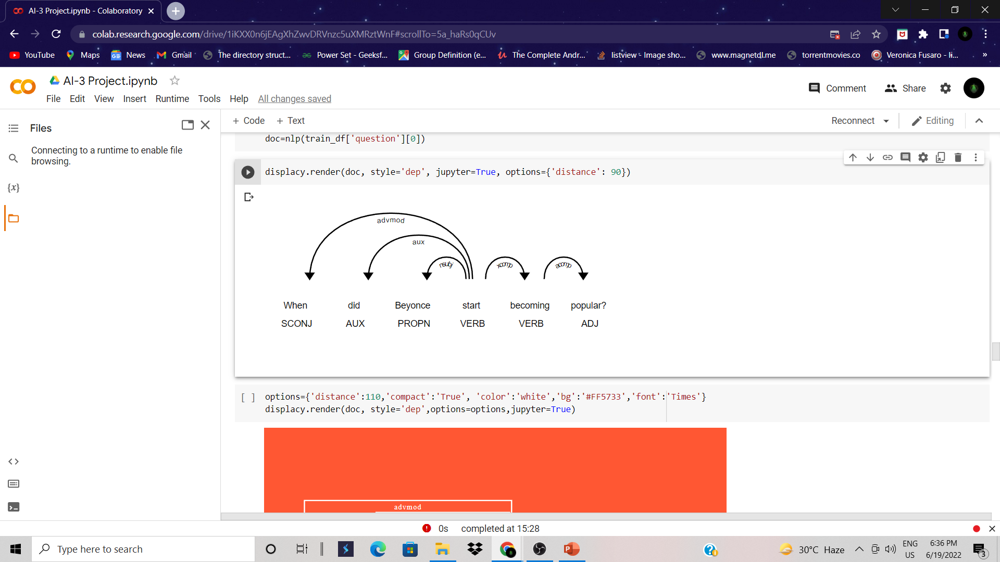 AI-3 Project.ipynb - Colaboratory
colab.research.google.com/drive/1iKXX0n6jEAgXhZwvDRVnzc5uXMRztWnF#scrollTo=5a_haRs0qCUv
YouTube Maps News Gmail The directory struct... Power Set - Geeksf... Group Definition (e... The Complete Andr... listview - Image sho... www.magnetdl.me torrentmovies.co Veronica Fusaro - li... »
AI-3 Project.ipynb
Comment Share
File Edit View Insert Runtime Tools Help All changes saved
Files
+ Code + Text
Reconnect Editing
Connecting to a runtime to enable file
browsing.
{x}
doc=nlp(train_df['question'][0])
displacy.render(doc, style='dep', jupyter=True, options={'distance': 90})
advmod
aux
nsubj xcomp acomp
When did Beyonce start becoming popular?
SCONJ AUX PROPN VERB VERB ADJ
[ ] options={'distance':110,'compact':'True', 'color':'white','bg':'#FF5733','font':'Times'}
displacy.render(doc, style='dep',options=options,jupyter=True)
advmod
0s completed at 15:28
Type here to search
30°C Haze
ENG
US
6:36 PM
6/19/2022
3